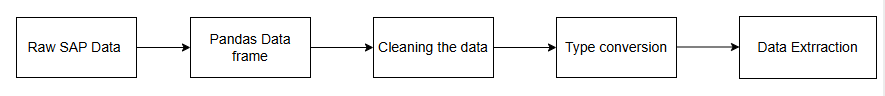 Raw SAP Data
Pandas Data
frame
Cleaning the data
Type conversion
Data Extrraction